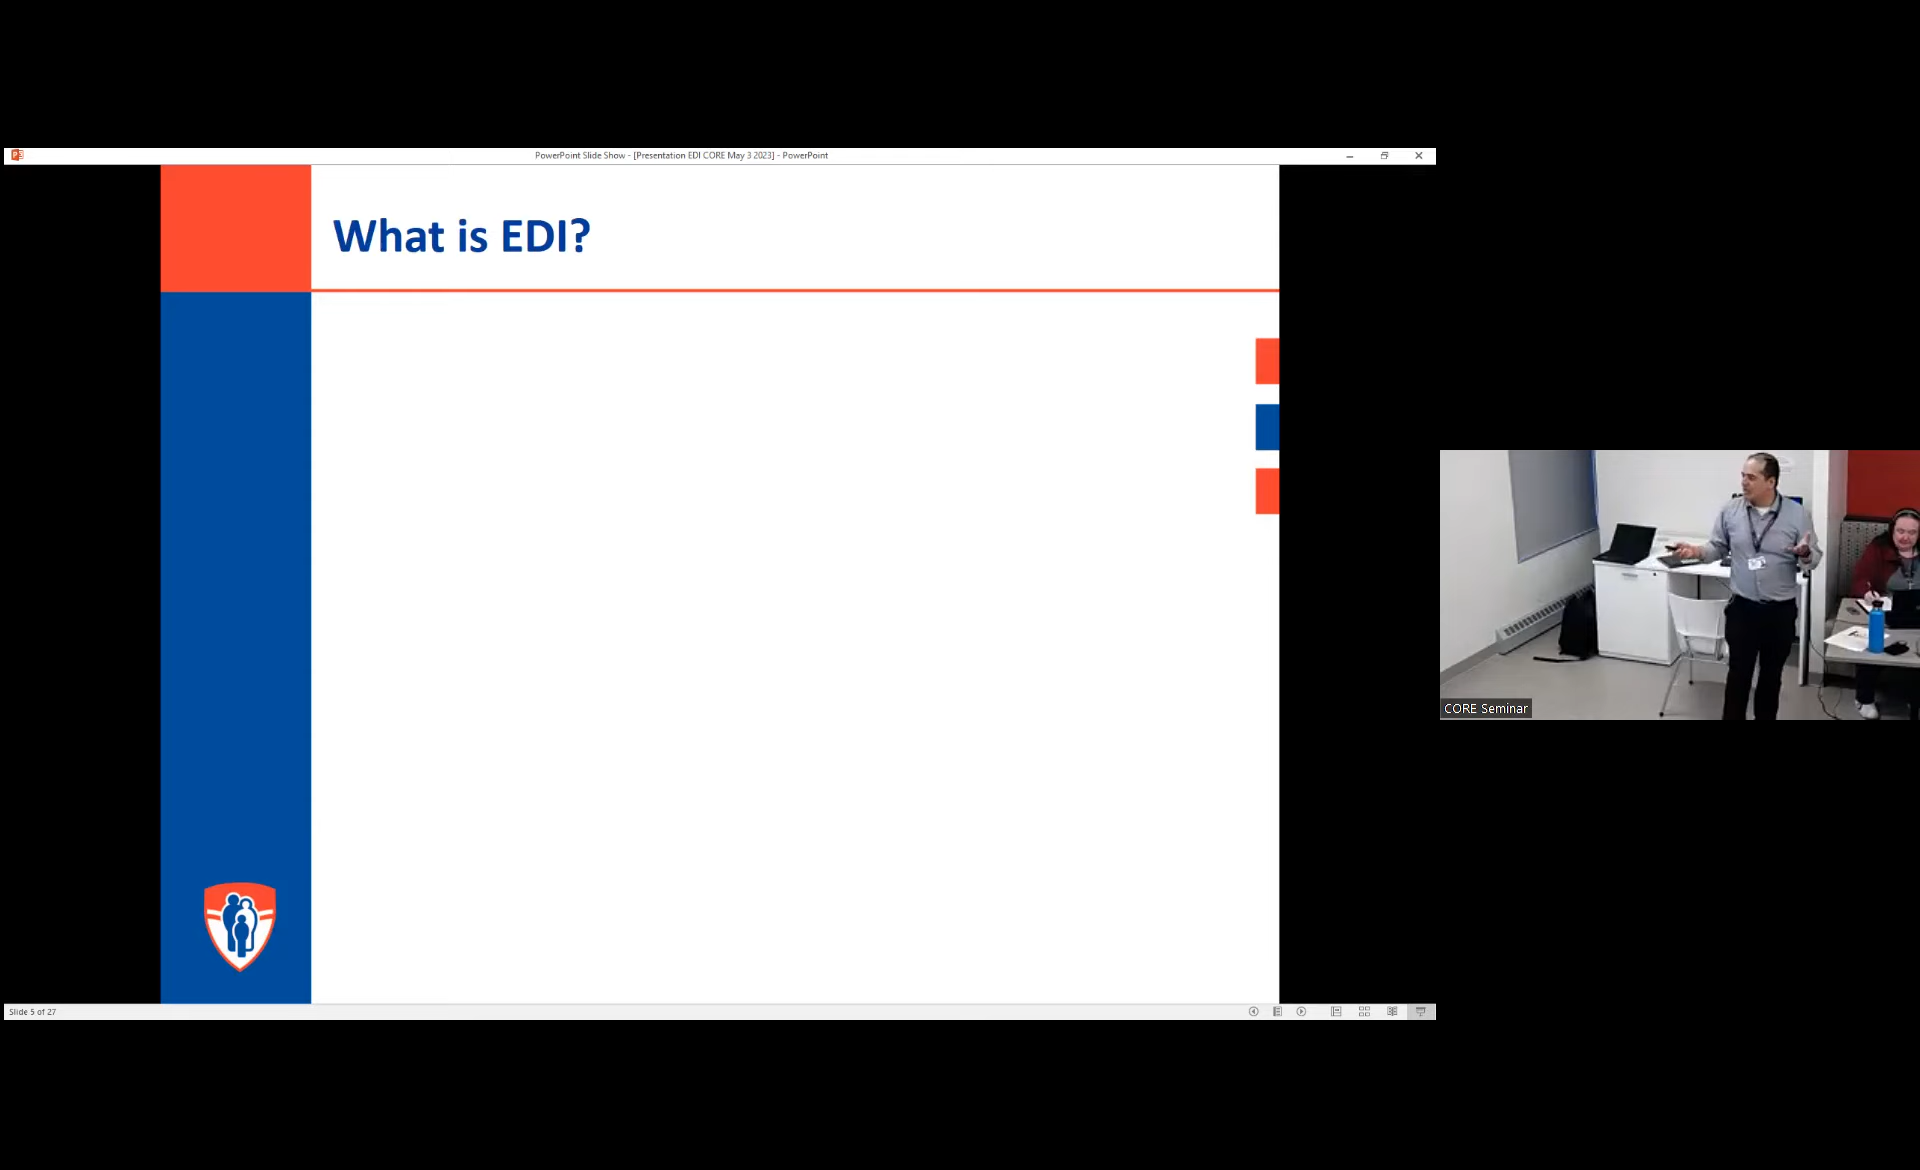 PowerPoint Slide Show - [Presentation EDI CORE May 3 2023] - PowerPoint
What is EDI?
CORE Seminar
Slide 5 of 27